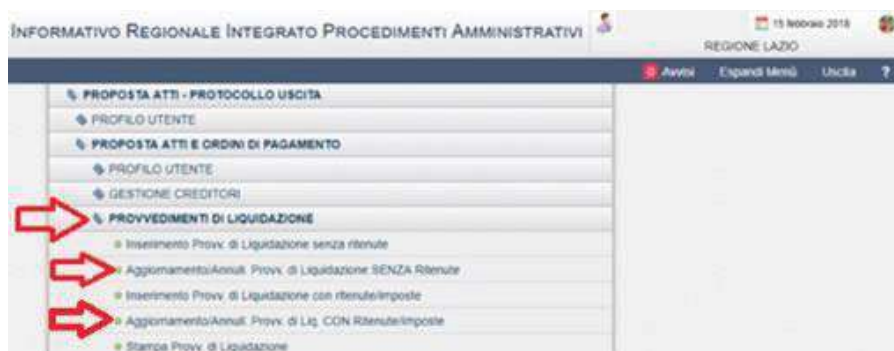 INFORMATIVO REGIONALE INTEGRATO PROCEDIMENTI AMMINISTRATIVI
15 febbraio 2018
REGIONE LAZIO
Avvisi Espandi Menù Uscita ?
PROPOSTA ATTI - PROTOCOLLO USCITA
PROFILO UTENTE
PROPOSTA ATTI E ORDINI DI PAGAMENTO
PROFILO UTENTE
GESTIONE CREDITORI
PROVVEDIMENTI DI LIQUIDAZIONE
Inserimento Provv. di Liquidazione senza ritenute
Aggiornamento/Annull. Provv. di Liquidazione SENZA Ritenute
Inserimento Provv. di Liquidazione con ritenute/imposte
Aggiornamento/Annull. Provv. di Liq. CON Ritenute/Imposte
Stampa Provv. di Liquidazione